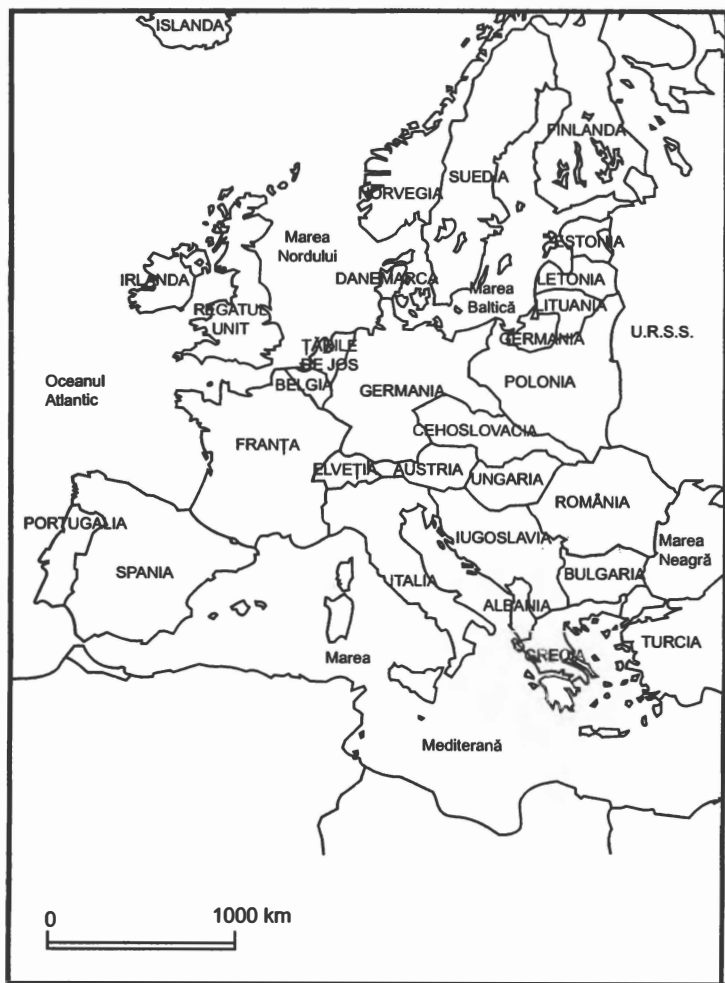 ISLANDA
FINLANDA
SUEDIA
NORVEGIA
Marea
Nordului
ESTONIA
IRLANDA
DANEMARCA
LETONIA
Marea
Baltică
LITUANIA
REGATUL
UNIT
GERMANIA
U.R.S.S.
ȚĂRILE
DE JOS
POLONIA
Oceanul
Atlantic
BELGIA
GERMANIA
CEHOSLOVACIA
FRANȚA
ELVEȚIA
AUSTRIA
UNGARIA
ROMÂNIA
PORTUGALIA
IUGOSLAVIA
Marea
Neagră
SPANIA
ITALIA
BULGARIA
ALBANIA
TURCIA
Marea
GRECIA
Mediterană
0
1000 km